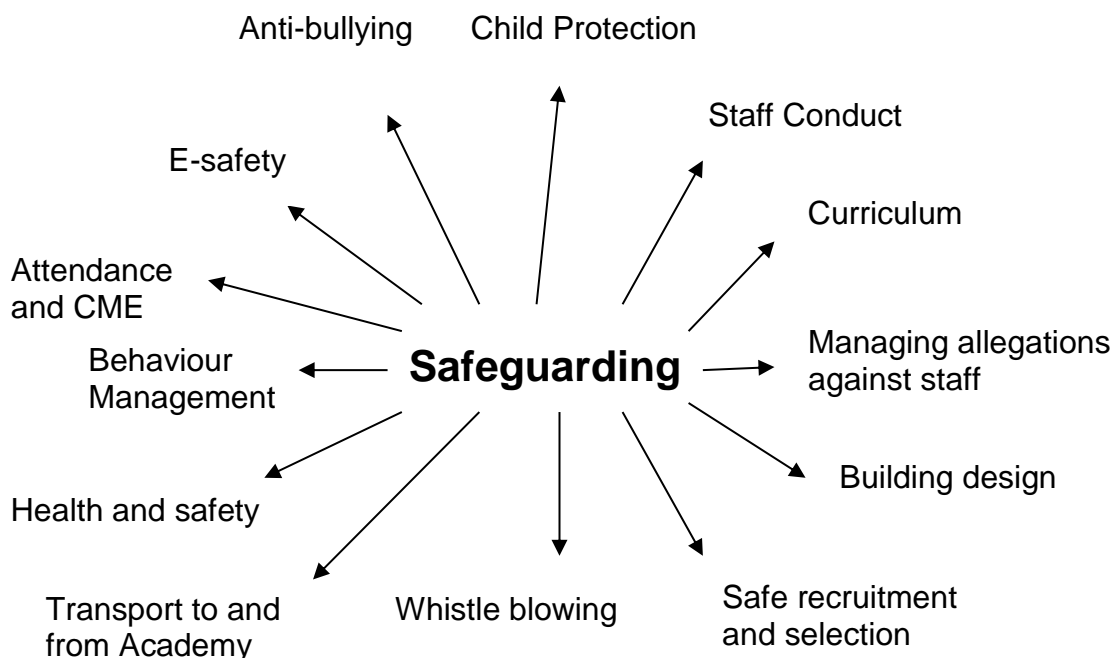 Anti-bullying
Child Protection
Staff Conduct
E-safety
Curriculum
Attendance
and CME
Safeguarding
Managing allegations
against staff
Behaviour
Management
Building design
Health and safety
Transport to and
from Academy
Whistle blowing
Safe recruitment
and selection